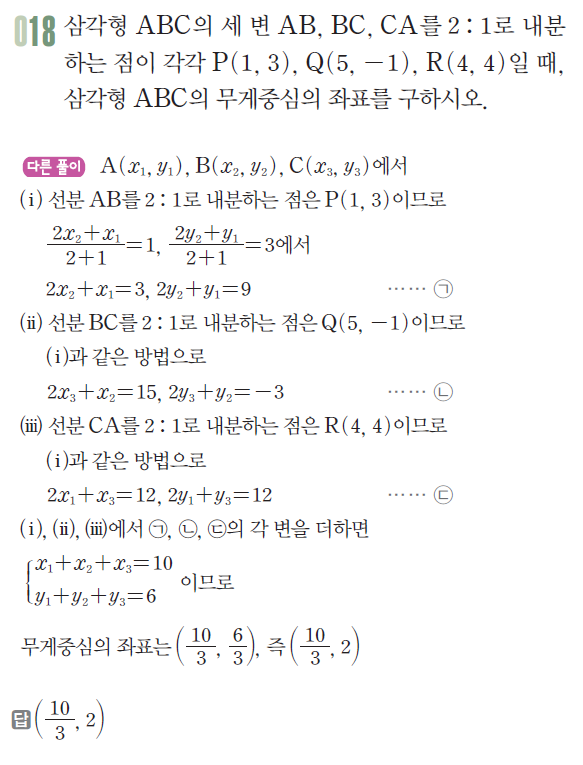 018 삼각형 ABC의 세 변 AB, BC, CA를 2 : 1로 내분
하는 점이 각각 P(1, 3), Q(5, -1), R(4, 4)일 때,
삼각형 ABC의 무게중심의 좌표를 구하시오.
다른 풀이 A(x₁, y₁), B(x₂, y₂), C(x₃, y₃)에서
(ⅰ) 선분 AB를 2 : 1로 내분하는 점은 P(1, 3)이므로
(2x₂+x₁)/(2+1)=1, (2y₂+y₁)/(2+1)=3에서
2x₂+x₁=3, 2y₂+y₁=9 …… ㉠
(ⅱ) 선분 BC를 2 : 1로 내분하는 점은 Q(5, -1)이므로
(ⅰ)과 같은 방법으로
2x₃+x₂=15, 2y₃+y₂=-3 …… ㉡
(ⅲ) 선분 CA를 2 : 1로 내분하는 점은 R(4, 4)이므로
(ⅰ)과 같은 방법으로
2x₁+x₃=12, 2y₁+y₃=12 …… ㉢
(ⅰ), (ⅱ), (ⅲ)에서 ㉠, ㉡, ㉢의 각 변을 더하면
{x₁+x₂+x₃=10
y₁+y₂+y₃=6 이므로
무게중심의 좌표는 (10/3, 6/3), 즉 (10/3, 2)
답 (10/3, 2)